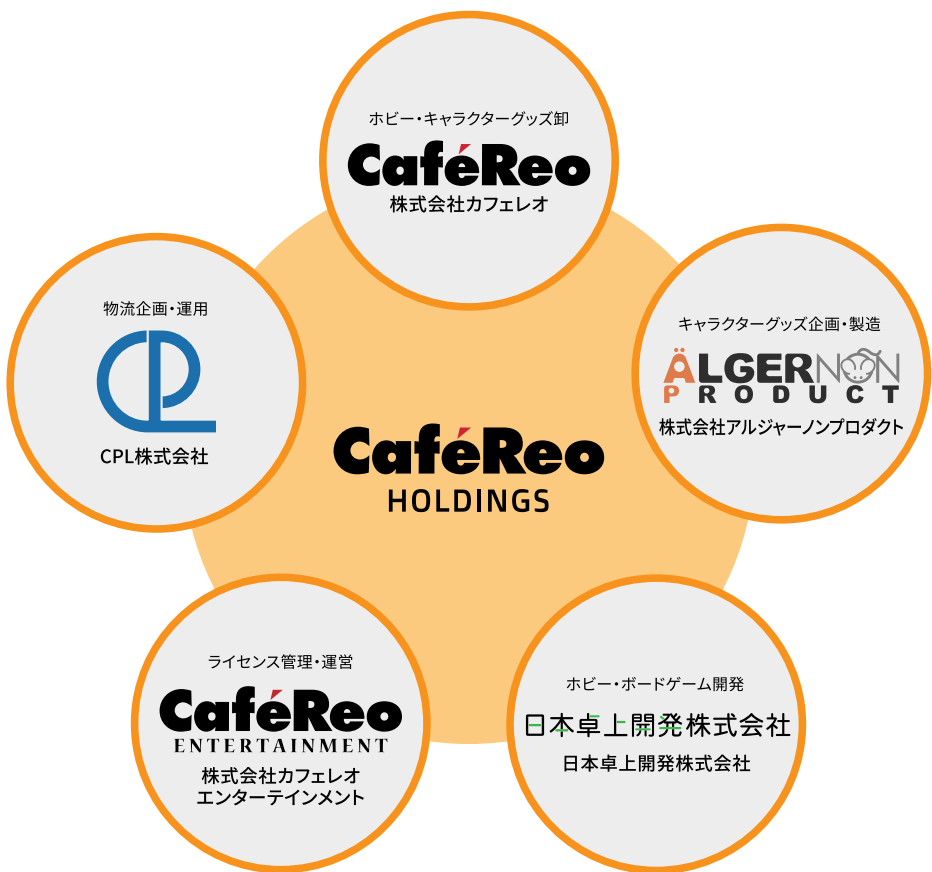 ホビー・キャラクターグッズ卸
CaféReo
株式会社カフェレオ
物流企画・運用
CPL
CPL株式会社
キャラクターグッズ企画・製造
ÄLGERNON
PRODUCT
株式会社アルジャーノンプロダクト
CaféReo
HOLDINGS
ライセンス管理・運営
CaféReo
ENTERTAINMENT
株式会社カフェレオ
エンターテインメント
ホビー・ボードゲーム開発
日本卓上開発株式会社
日本卓上開発株式会社